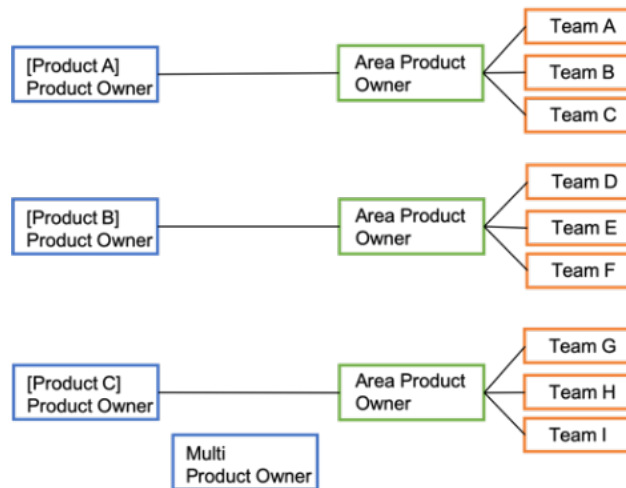 [Product A]
Product Owner
Area Product
Owner
Team A
Team B
Team C
[Product B]
Product Owner
Area Product
Owner
Team D
Team E
Team F
[Product C]
Product Owner
Area Product
Owner
Team G
Team H
Team I
Multi
Product Owner